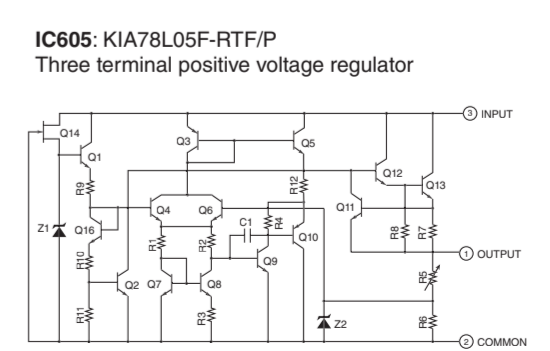 IC605: KIA78L05F-RTF/P
Three terminal positive voltage regulator
3 INPUT
Q14
Q3
Q5
Q1
Q12
Q13
R9
R12
Q4
Q6
Q11
C1
R4
Z1
Q16
R1
R2
Q10
R8
R7
1 OUTPUT
R10
Q9
R5
Q2
Q7
Q8
R11
R3
Z2
R6
2 COMMON